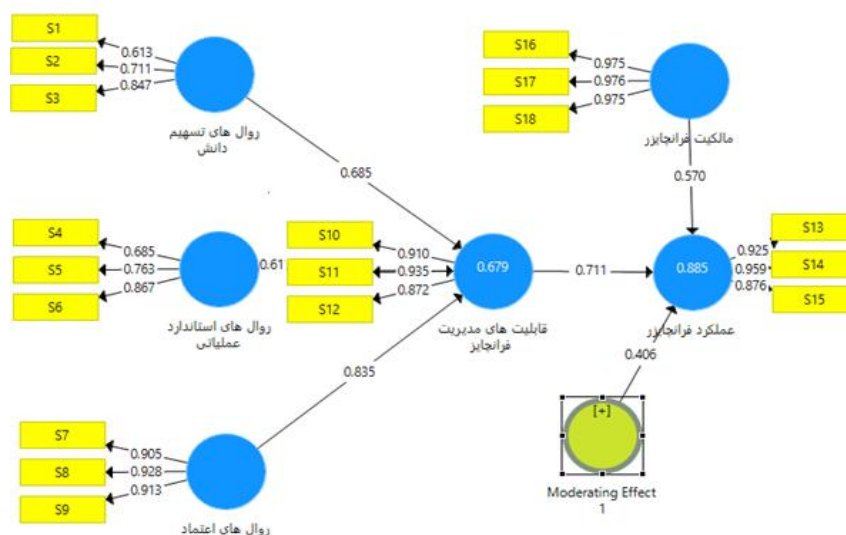 S1
0.613
S2
0.711
S3
0.847
روال های تسهیم
دانش
0.685
S16
0.975
S17
0.976
S18
0.975
مالکیت فرانچایزر
0.570
S4
0.685
S5
0.763
S6
0.867
روال های استاندارد
عملیاتی
0.61
S10
0.910
S11
0.935
S12
0.872
0.679
قابلیت های مدیریت
فرانچایز
0.711
0.885
عملکرد فرانچایزر
0.925
S13
0.959
S14
0.876
S15
0.406
[+]
Moderating Effect
1
0.835
S7
0.905
S8
0.928
S9
0.913
روال های اعتماد